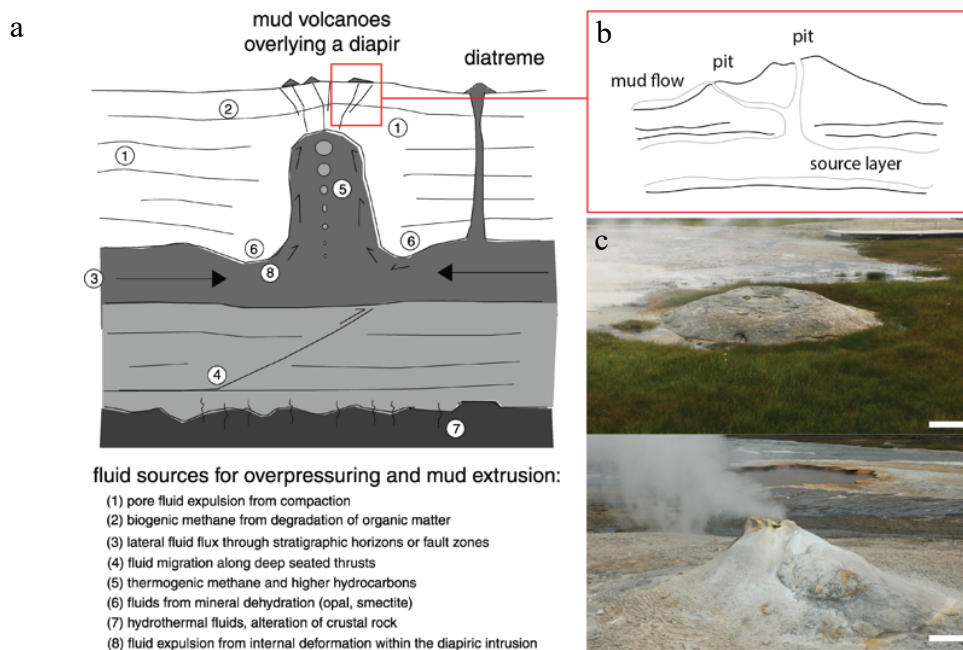 a
mud volcanoes
overlying a diapir
diatreme
2
1
1
5
6
6
8
3
4
7
fluid sources for overpressuring and mud extrusion:
(1) pore fluid expulsion from compaction
(2) biogenic methane from degradation of organic matter
(3) lateral fluid flux through stratigraphic horizons or fault zones
(4) fluid migration along deep seated thrusts
(5) thermogenic methane and higher hydrocarbons
(6) fluids from mineral dehydration (opal, smectite)
(7) hydrothermal fluids, alteration of crustal rock
(8) fluid expulsion from internal deformation within the diapiric intrusion
b
pit
pit
mud flow
source layer
c